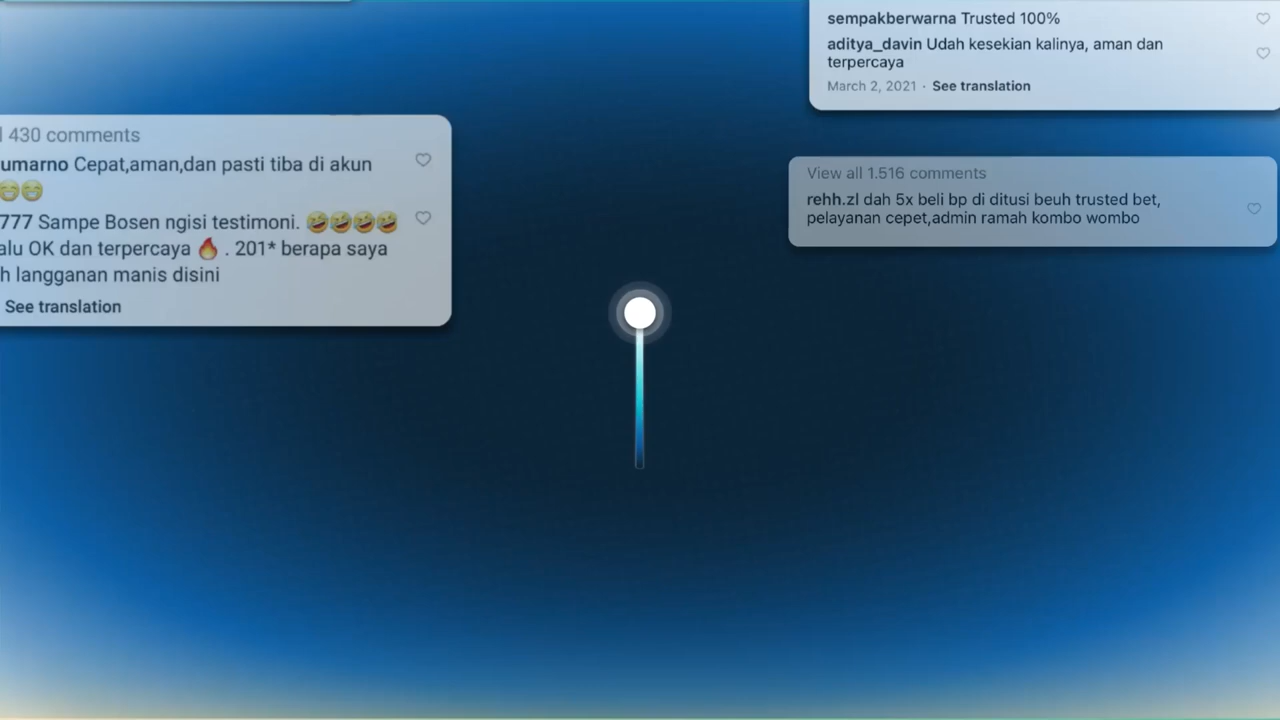 sempakberwarna Trusted 100%
aditya_davin Udah kesekian kalinya, aman dan
terpercaya
March 2, 2021 · See translation
430 comments
umarno Cepat,aman,dan pasti tiba di akun
😁😁
777 Sampe Bosen ngisi testimoni. 🤣🤣🤣🤣
alu OK dan terpercaya 🔥 . 201* berapa saya
h langganan manis disini
See translation
View all 1.516 comments
rehh.zl dah 5x beli bp di ditusi beuh trusted bet,
pelayanan cepet,admin ramah kombo wombo